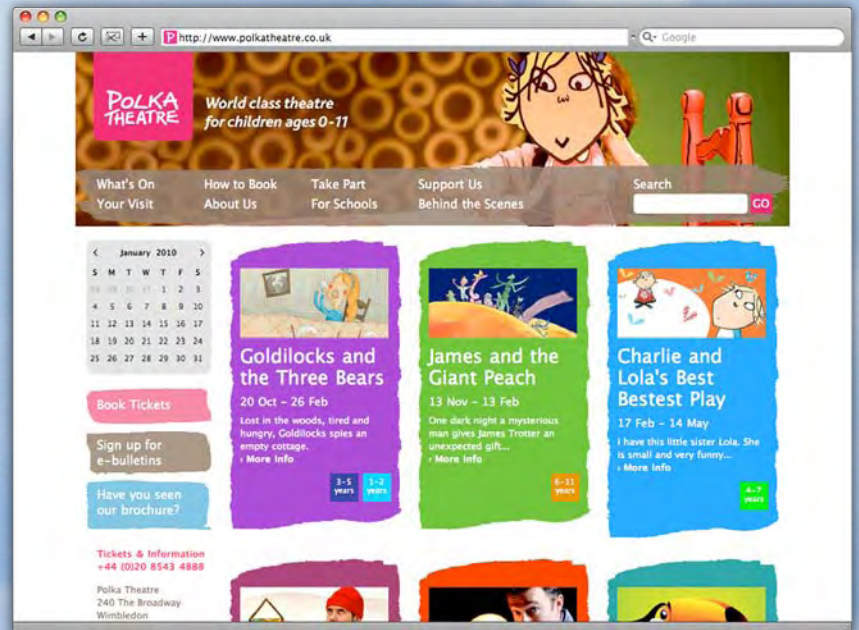 http://www.polkatheatre.co.uk
Google
POLKA
THEATRE
World class theatre
for children ages 0-11
What's On
How to Book
Take Part
Support Us
Search
Your Visit
About Us
For Schools
Behind the Scenes
GO
‹ January 2010 ›
S M T W T F S
1 2 3
4 5 6 7 8 9 10
11 12 13 14 15 16 17
18 19 20 21 22 23 24
25 26 27 28 29 30 31
Book Tickets
Sign up for
e-bulletins
Have you seen
our brochure?
Tickets & Information
+44 (0)20 8543 4888
Polka Theatre
240 The Broadway
Wimbledon
Goldilocks and
the Three Bears
20 Oct - 26 Feb
Lost in the woods, tired and
hungry, Goldilocks spies an
empty cottage.
› More Info
3-5
years
1-2
years
James and the
Giant Peach
13 Nov - 13 Feb
One dark night a mysterious
man gives James Trotter an
unexpected gift...
› More Info
6-11
years
Charlie and
Lola's Best
Bestest Play
17 Feb - 14 May
I have this little sister Lola. She
is small and very funny...
› More Info
4-7
years